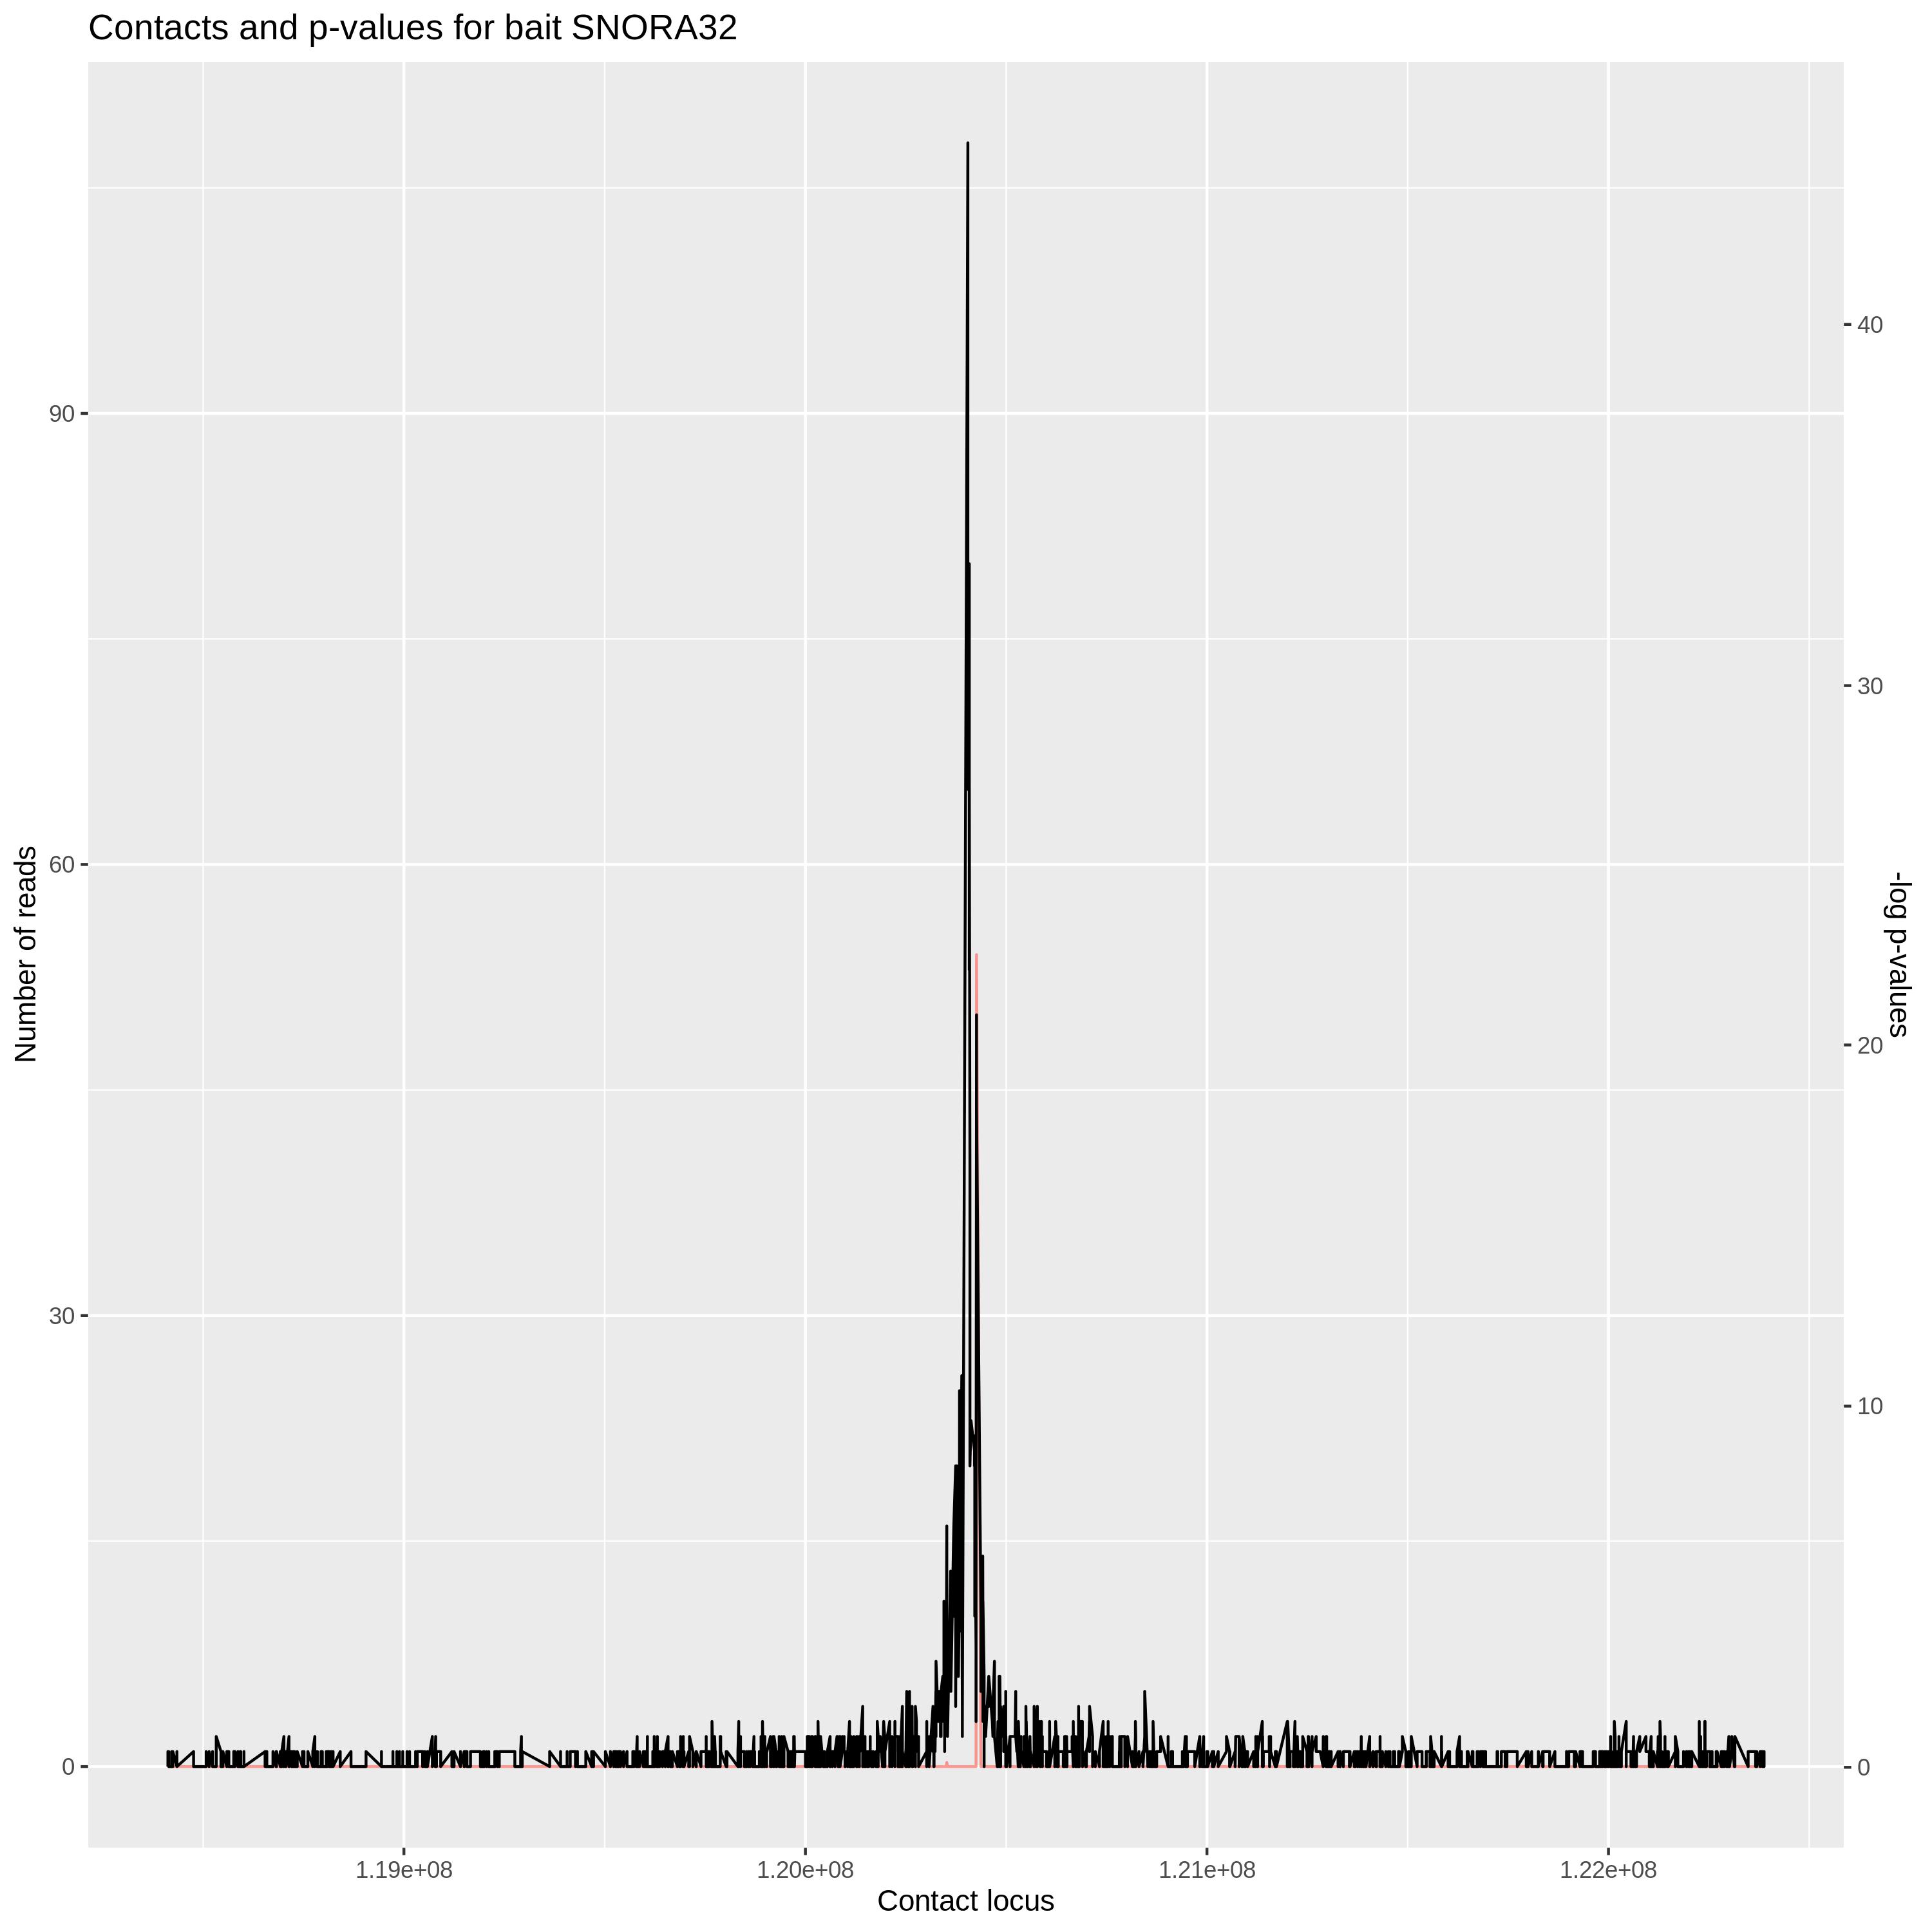 Contacts and p-values for bait SNORA32
90
60
30
0
40
30
20
10
0
Number of reads
-log p-values
1.19e+08 1.20e+08 1.21e+08 1.22e+08
Contact locus